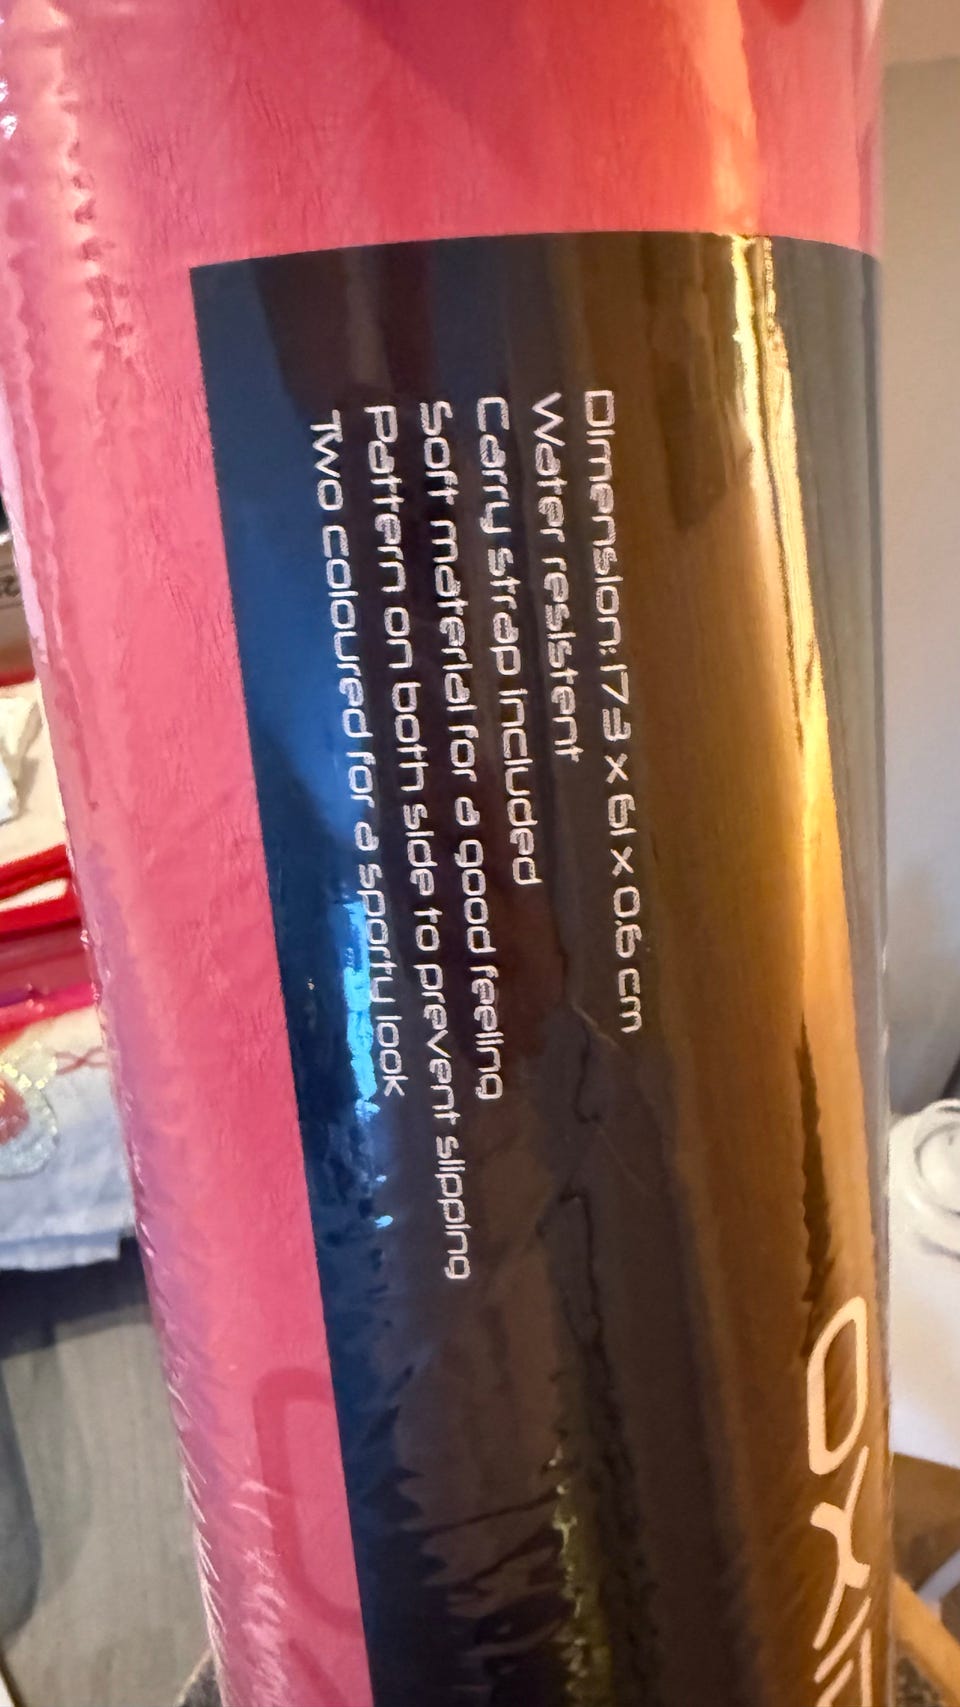 Dimension: 173 x 61 x 0.6 cm
Water resistent
Carry strap included
Soft material for a good feeling
Pattern on both side to prevent slipping
Two coloured for a sporty look